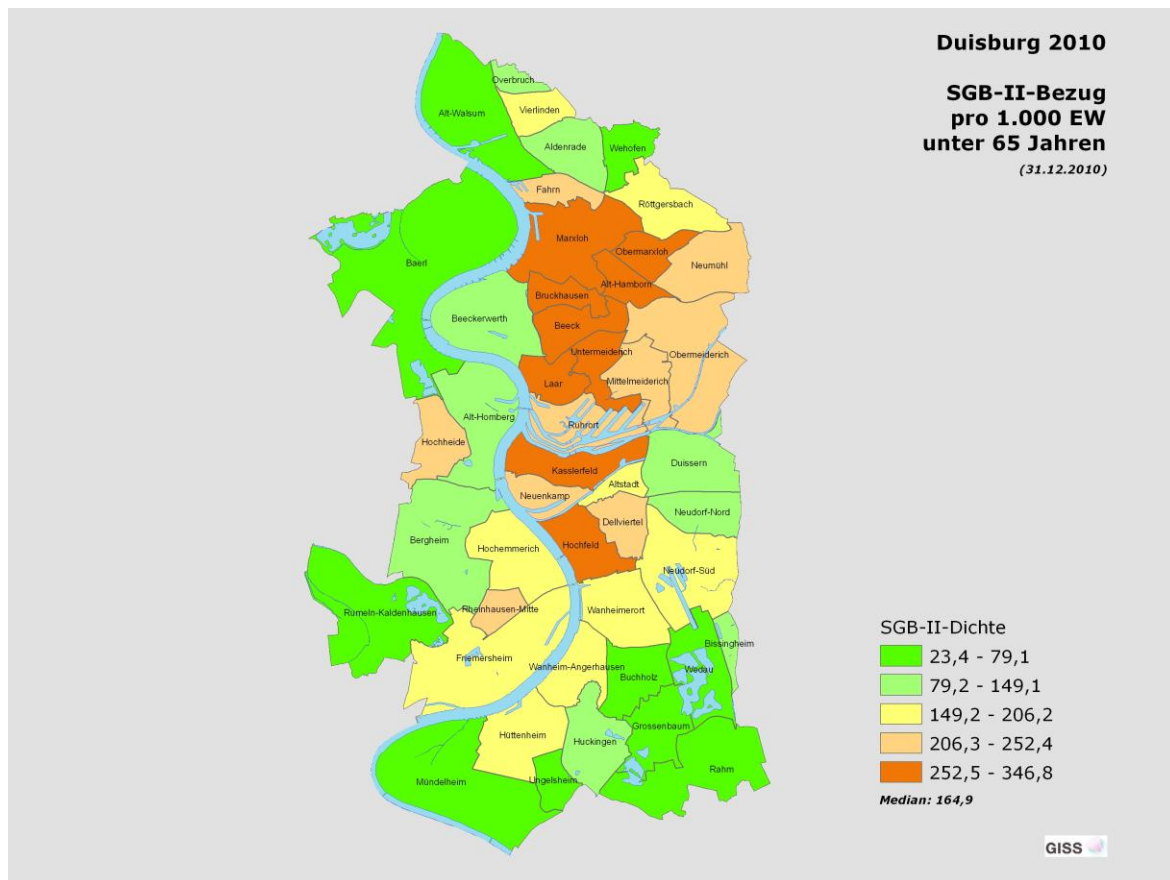 Duisburg 2010
SGB-II-Bezug
pro 1.000 EW
unter 65 Jahren
(31.12.2010)
Overbruch
Alt-Walsum
Vierlinden
Aldenrade
Wehofen
Fahrn
Röttgersbach
Marxloh
Obermarxloh
Neumühl
Baerl
Alt-Hamborn
Bruckhausen
Beeckerwerth
Beeck
Untermeiderich
Obermeiderich
Laar
Mittelmeiderich
Alt-Homberg
Ruhrort
Hochheide
Duissern
Kasslerfeld
Altstadt
Neuenkamp
Neudorf-Nord
Dellviertel
Bergheim
Hochemmerich
Hochfeld
Neudorf-Süd
Rheinhausen-Mitte
Wanheimerort
Rumeln-Kaldenhausen
Bissingheim
Friemersheim
Wanheim-Angerhausen
Wedau
Buchholz
Grossenbaum
Hüttenheim
Huckingen
Rahm
Mündelheim
Ungelsheim
SGB-II-Dichte
23,4 - 79,1
79,2 - 149,1
149,2 - 206,2
206,3 - 252,4
252,5 - 346,8
Median: 164,9
GISS